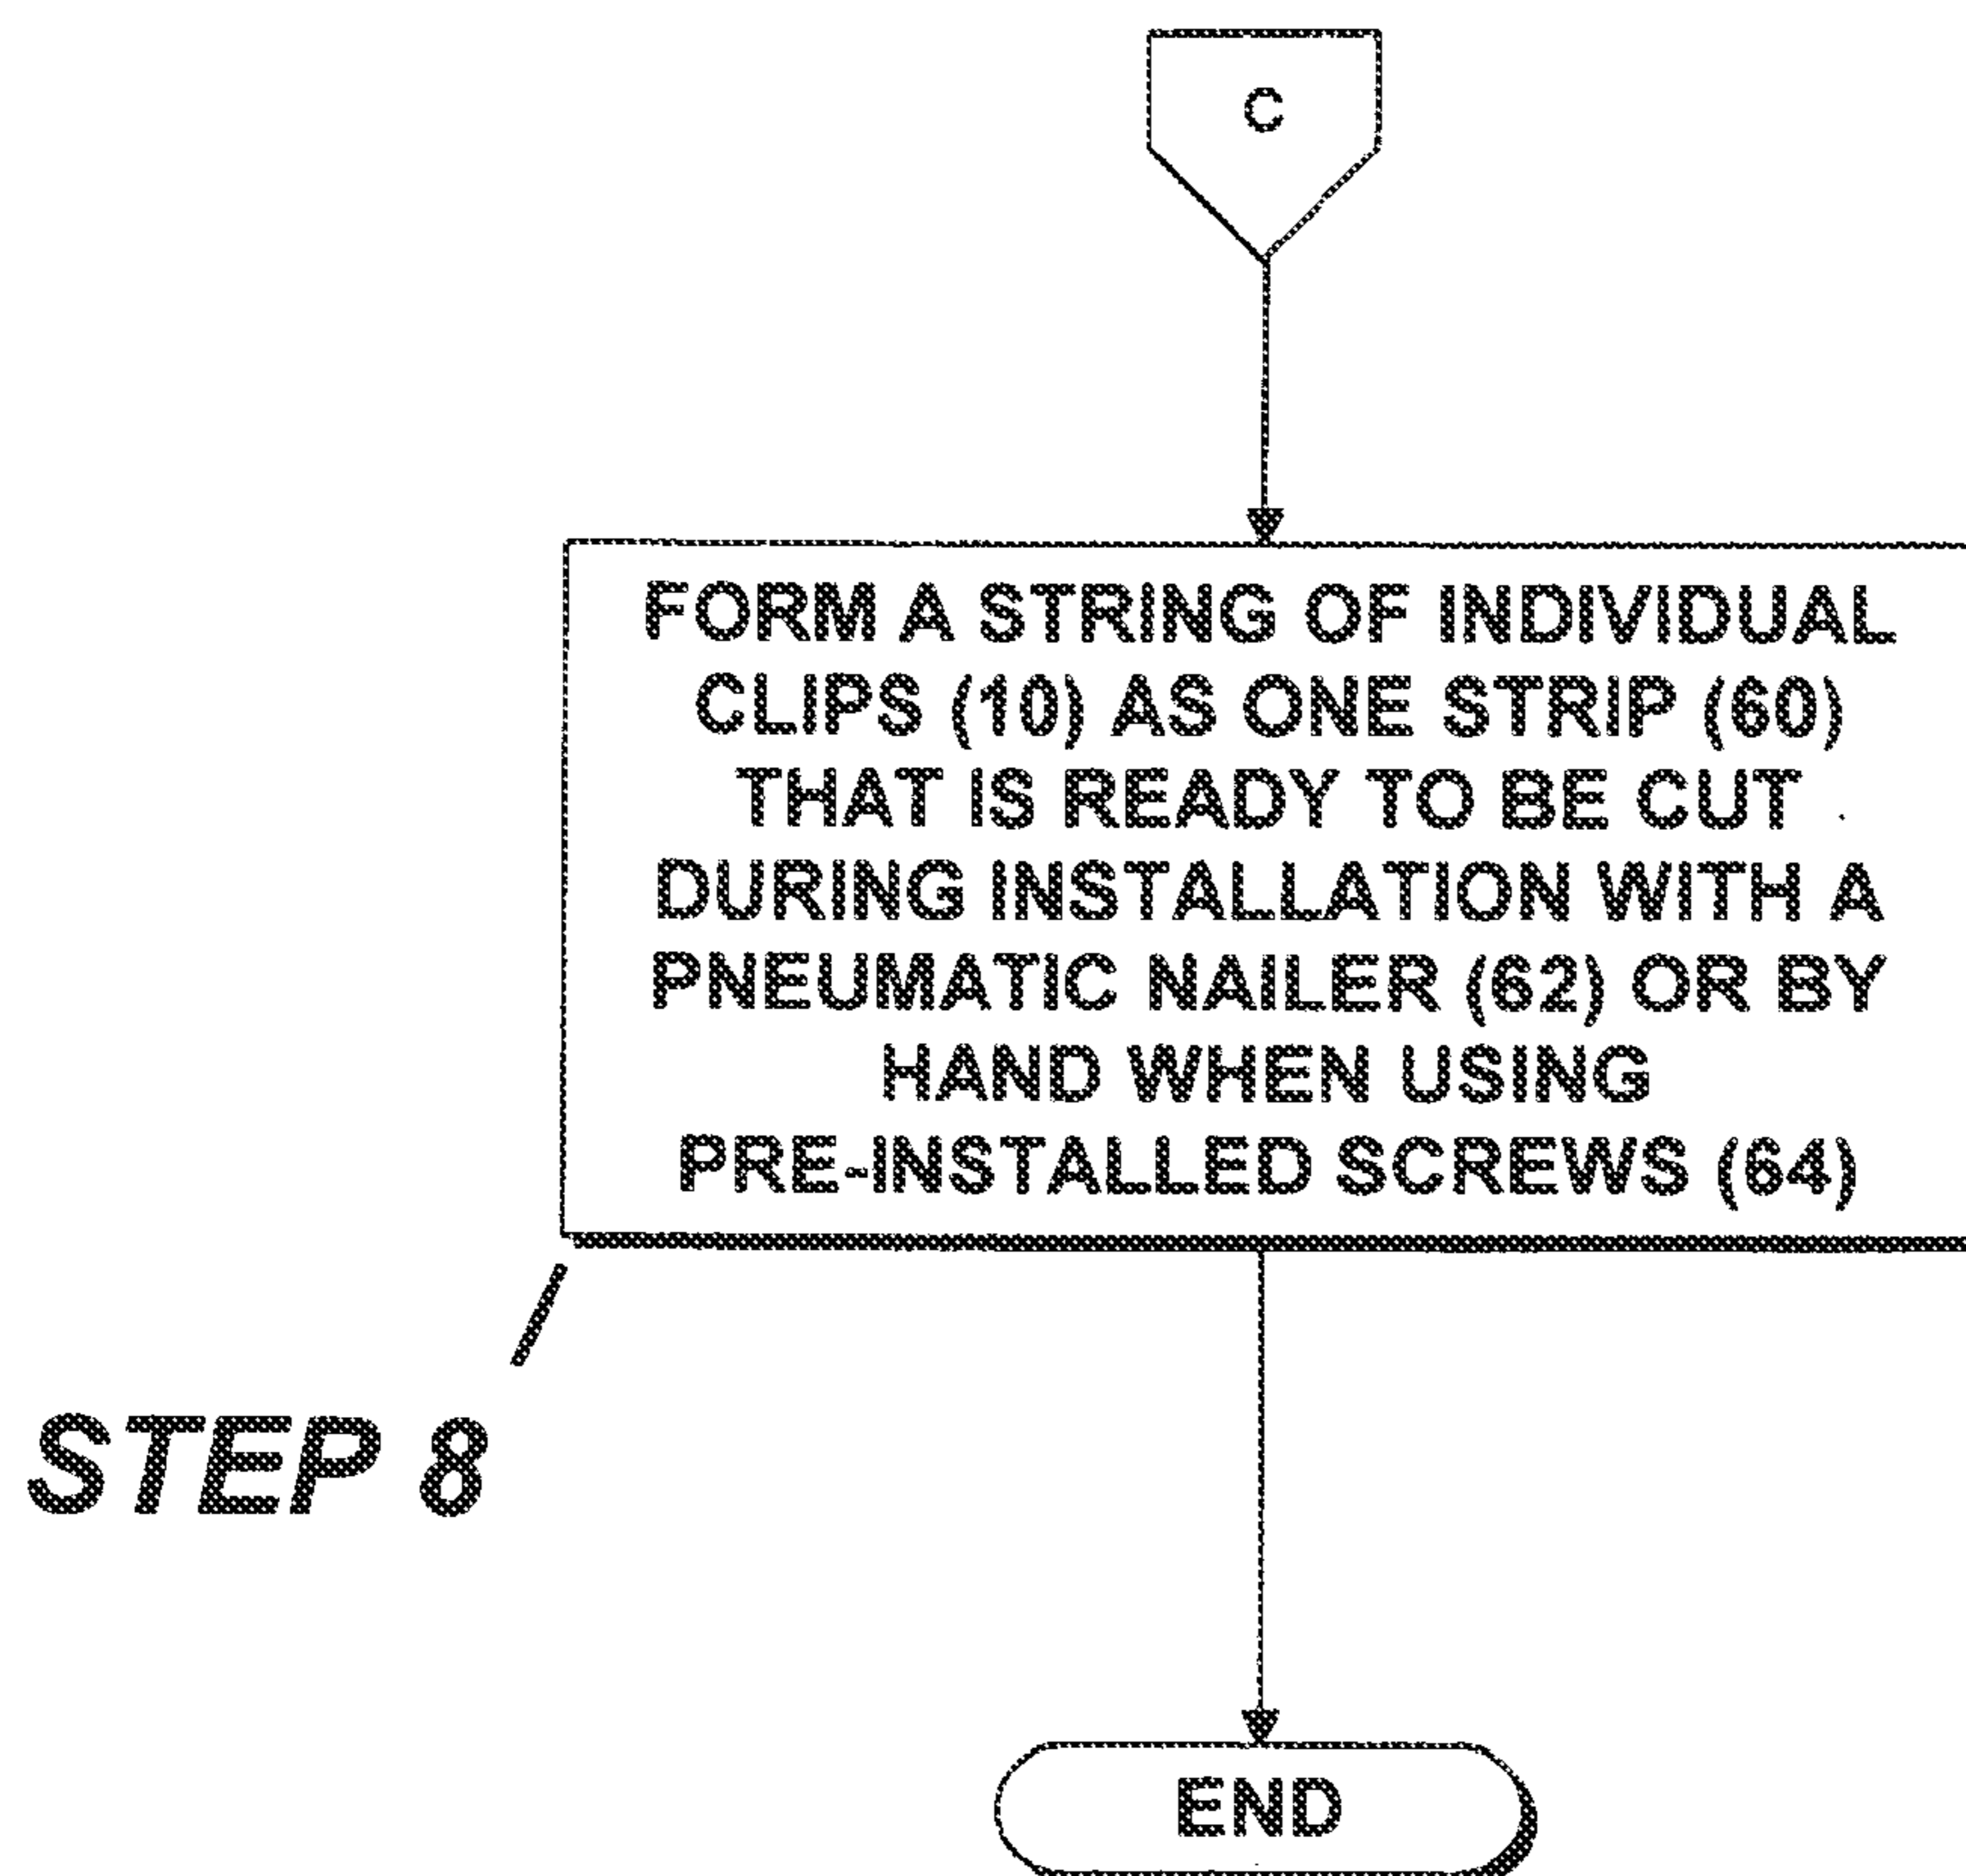 C
FORM A STRING OF INDIVIDUAL
CLIPS (10) AS ONE STRIP (60)
THAT IS READY TO BE CUT
DURING INSTALLATION WITH A
PNEUMATIC NAILER (62) OR BY
HAND WHEN USING
PRE-INSTALLED SCREWS (64)
STEP 8
END